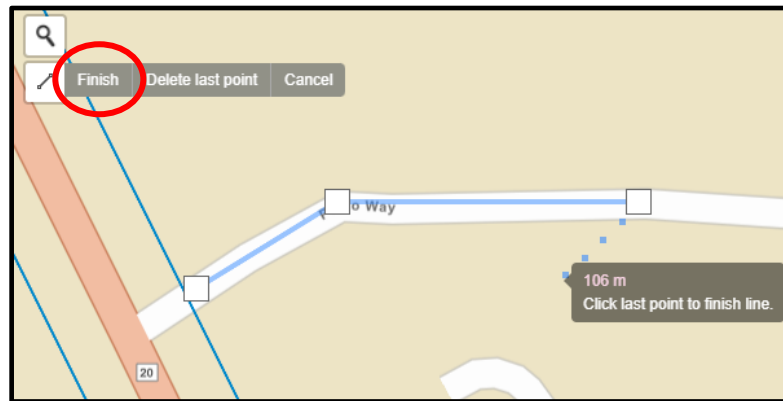 Finish Delete last point Cancel
Way
106 m
Click last point to finish line.
20